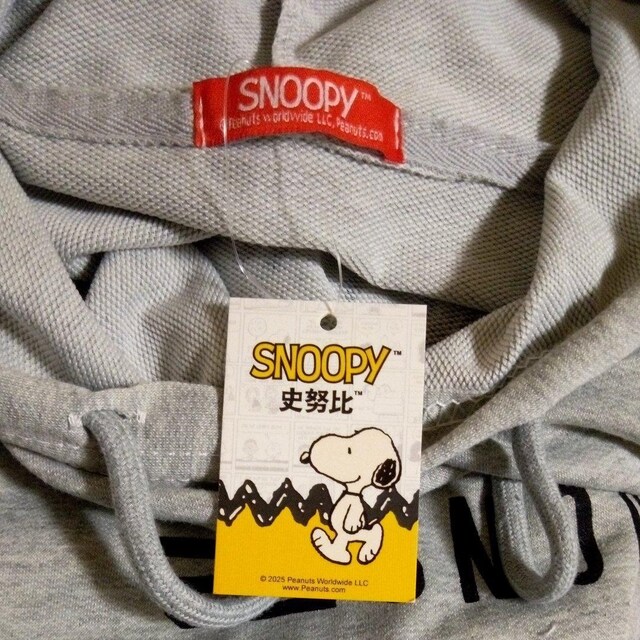 SNOOPY™
© Peanuts Worldwide LLC, Peanuts.com
SNOOPY™
史努比™
© 2025 Peanuts Worldwide LLC
www.Peanuts.com